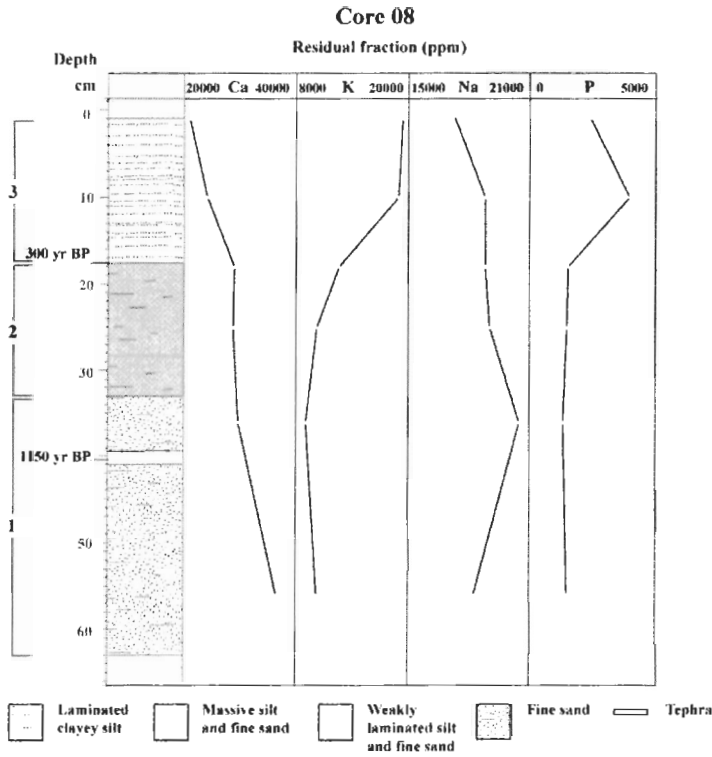 Core 08
Residual fraction (ppm)
Depth
cm
20000 Ca 40000 8000 K 20000 15000 Na 21000 0 P 5000
0
3
10
300 yr BP
20
2
30
1150 yr BP
1
50
60
Laminated
clayey silt
Massive silt
and fine sand
Weakly
laminated silt
and fine sand
Fine sand
Tephra